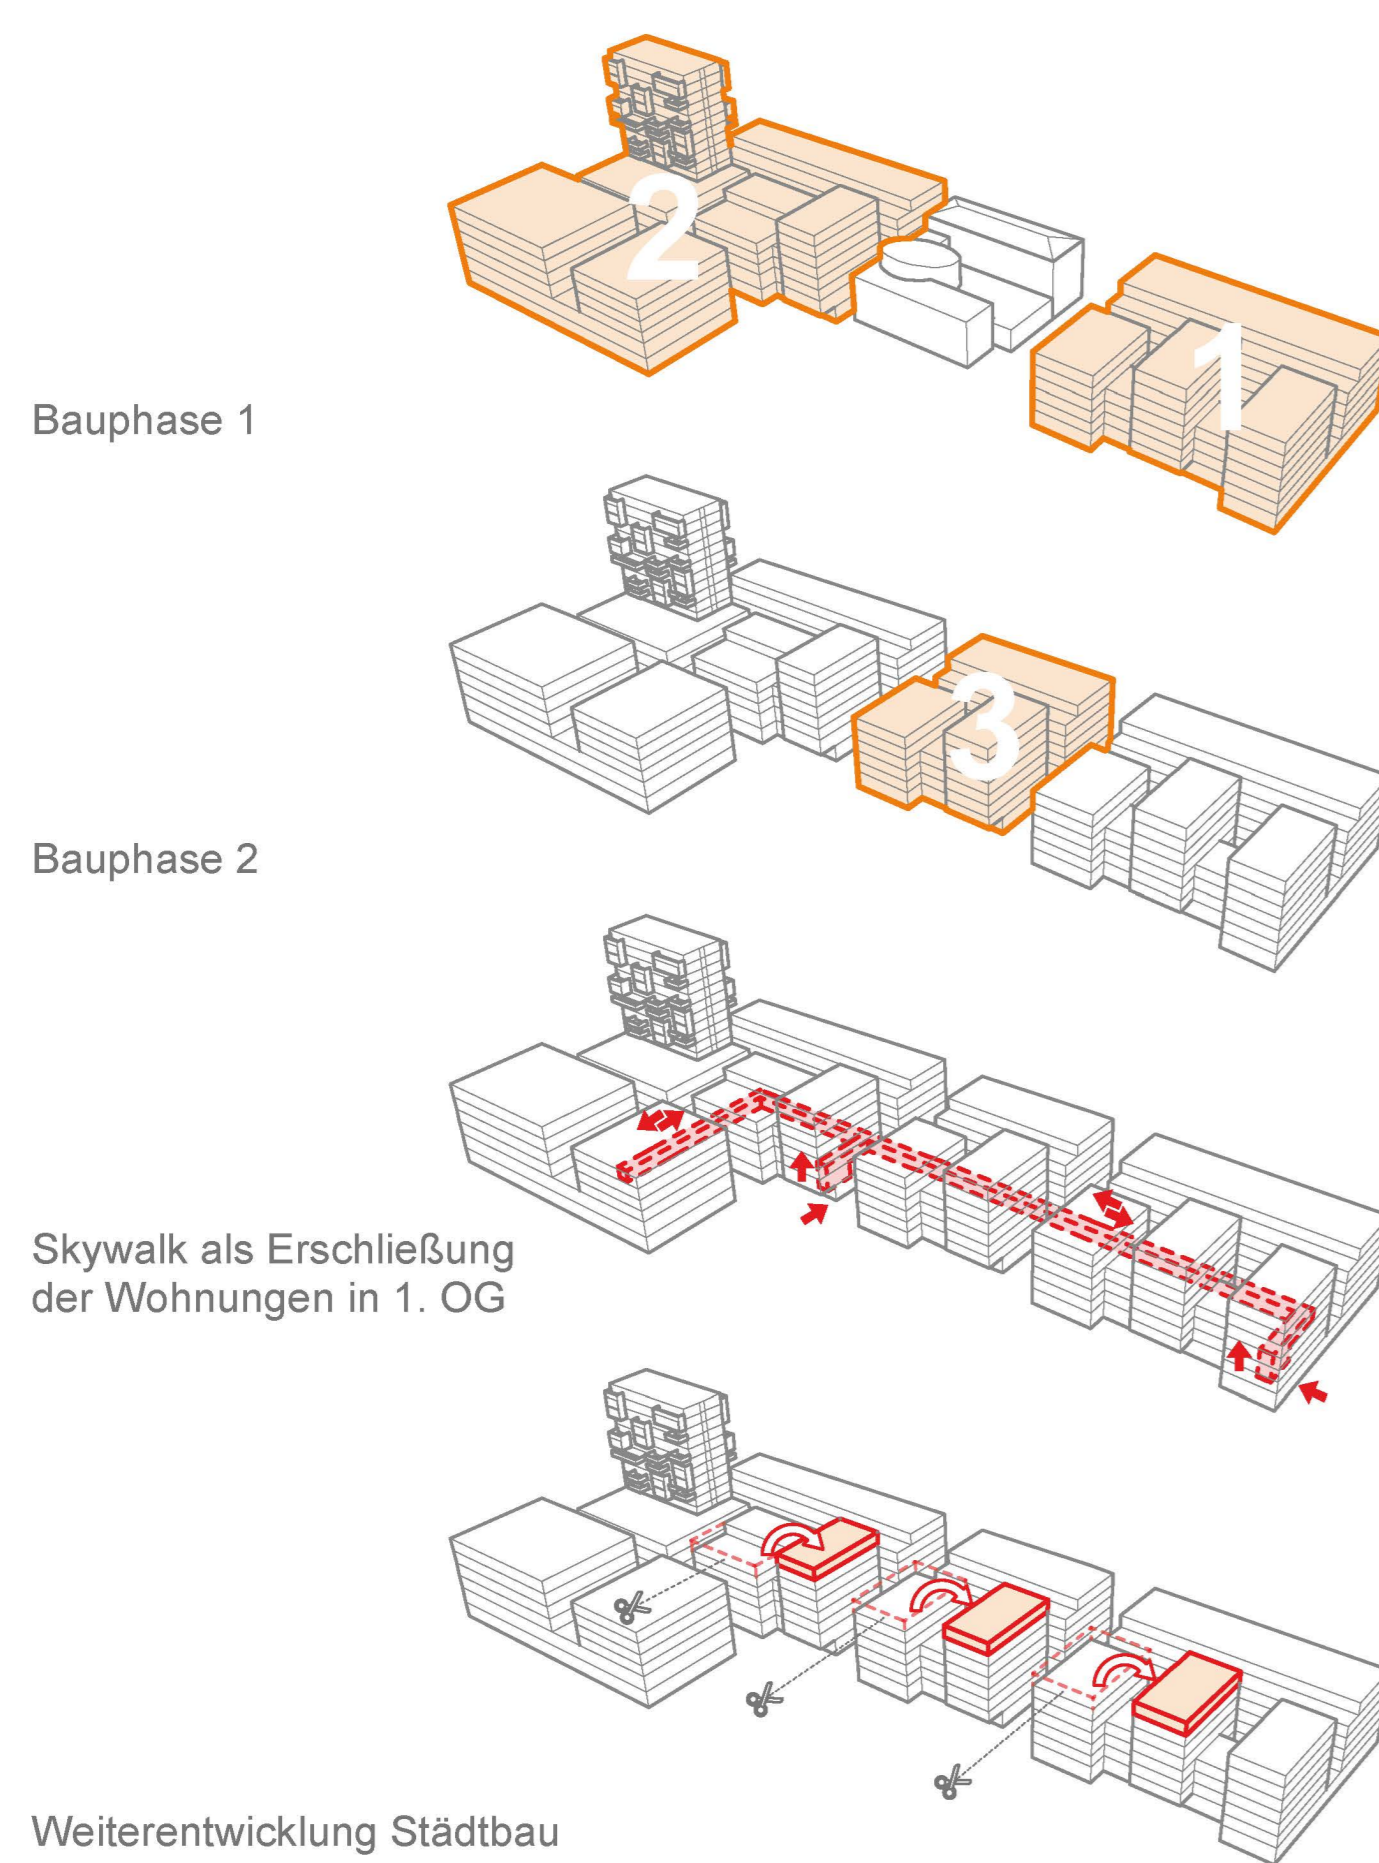 2
1
Bauphase 1
3
Bauphase 2
Skywalk als Erschließung
der Wohnungen in 1. OG
Weiterentwicklung Städtbau